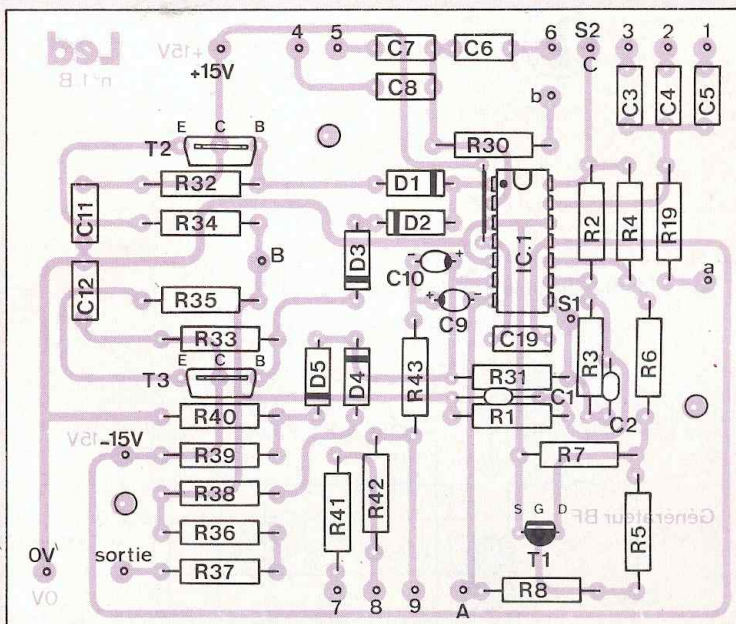 Led
n°1 B
+15V
+15V
4
5
C7
C6
6
S2
C
3
2
1
C8
C3
C4
C5
b
R30
E C B
T2
R32
D1
R34
D2
C11
B
D3
C10
- +
IC.1
R2
R4
R19
a
C12
R35
+ -
C9
S1
R33
C19
E C B
T3
D5
D4
R43
R31
C1
R3
C2
R6
R40
R1
+15V
-15V
R39
R7
R38
R41
R42
S G D
T1
R5
Générateur BF
R36
0V
sortie
R37
R8
0V
7
8
9
A